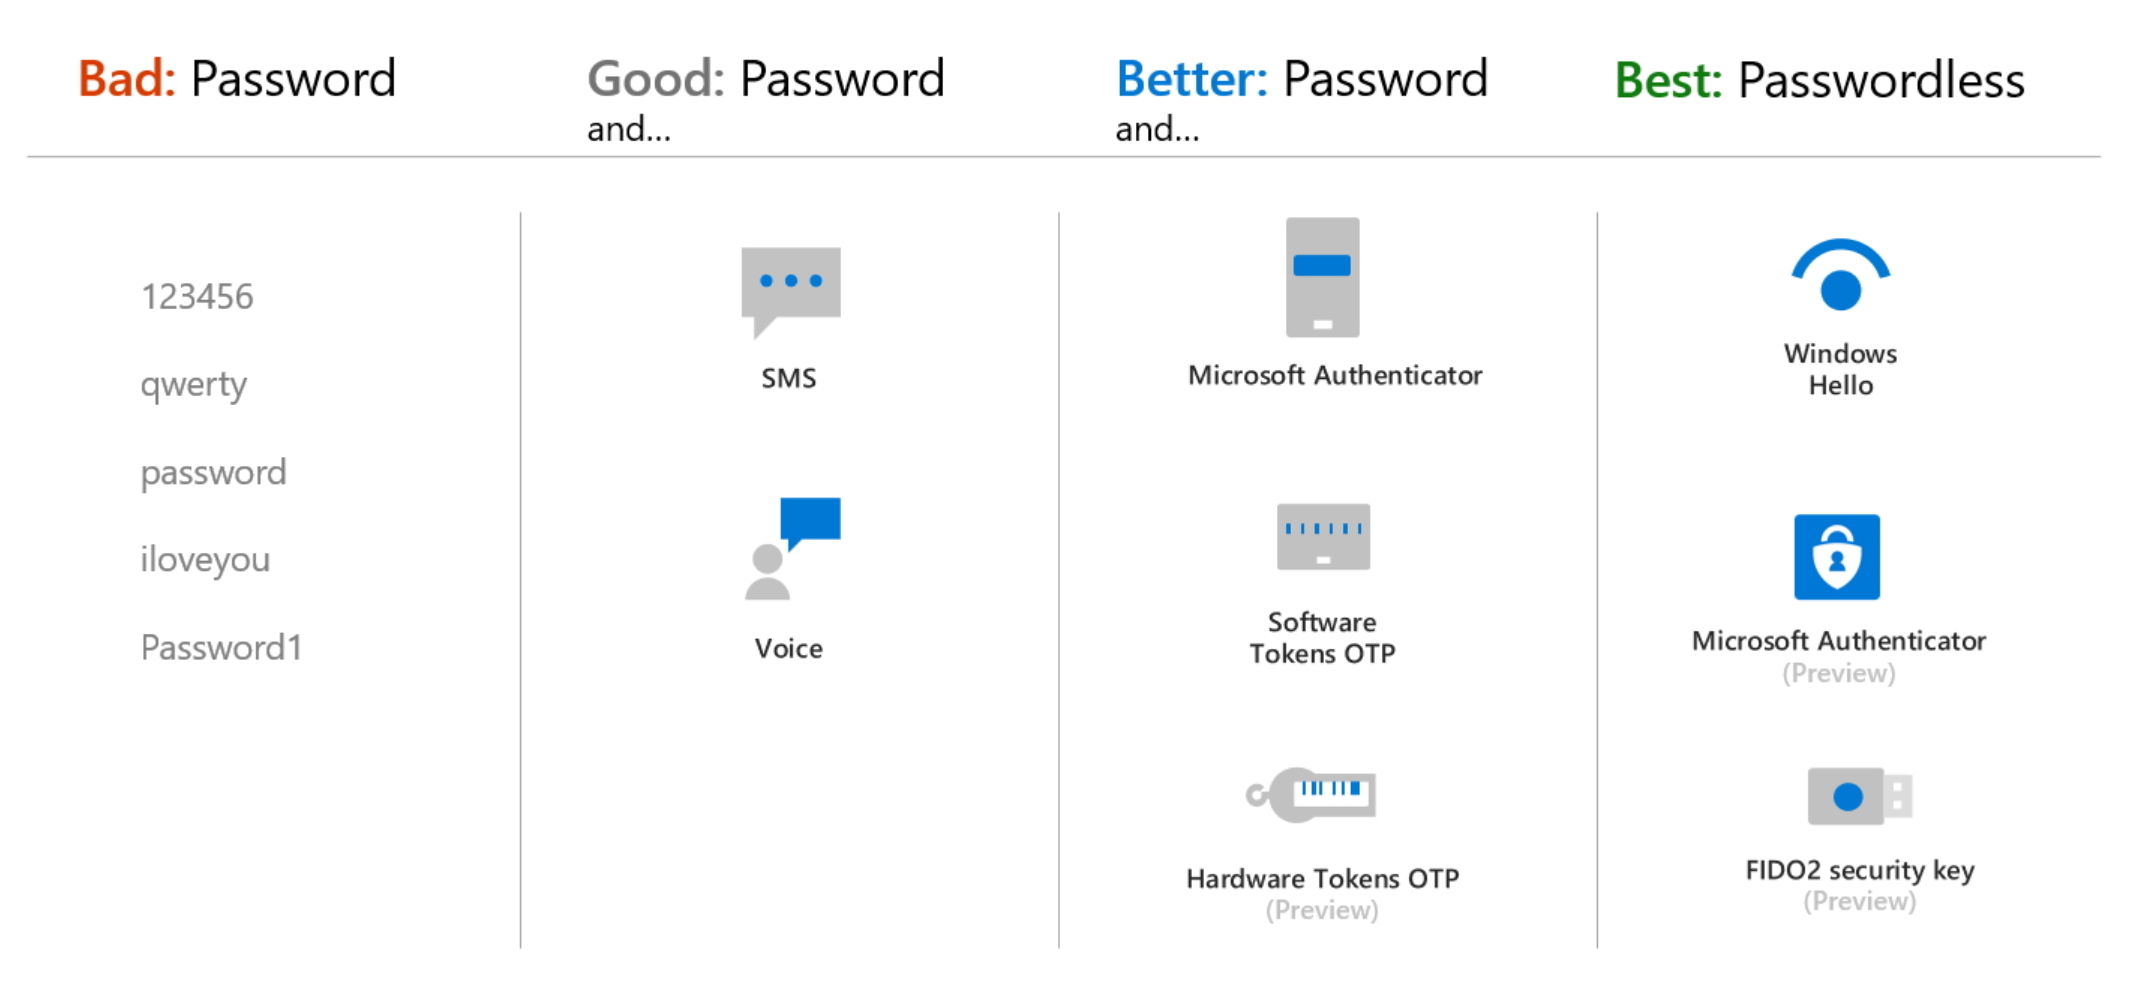 Bad: Password
Good: Password
and...
Better: Password
and...
Best: Passwordless
123456
qwerty
password
iloveyou
Password1
SMS
Voice
Microsoft Authenticator
Software
Tokens OTP
Hardware Tokens OTP
(Preview)
Windows
Hello
Microsoft Authenticator
(Preview)
FIDO2 security key
(Preview)